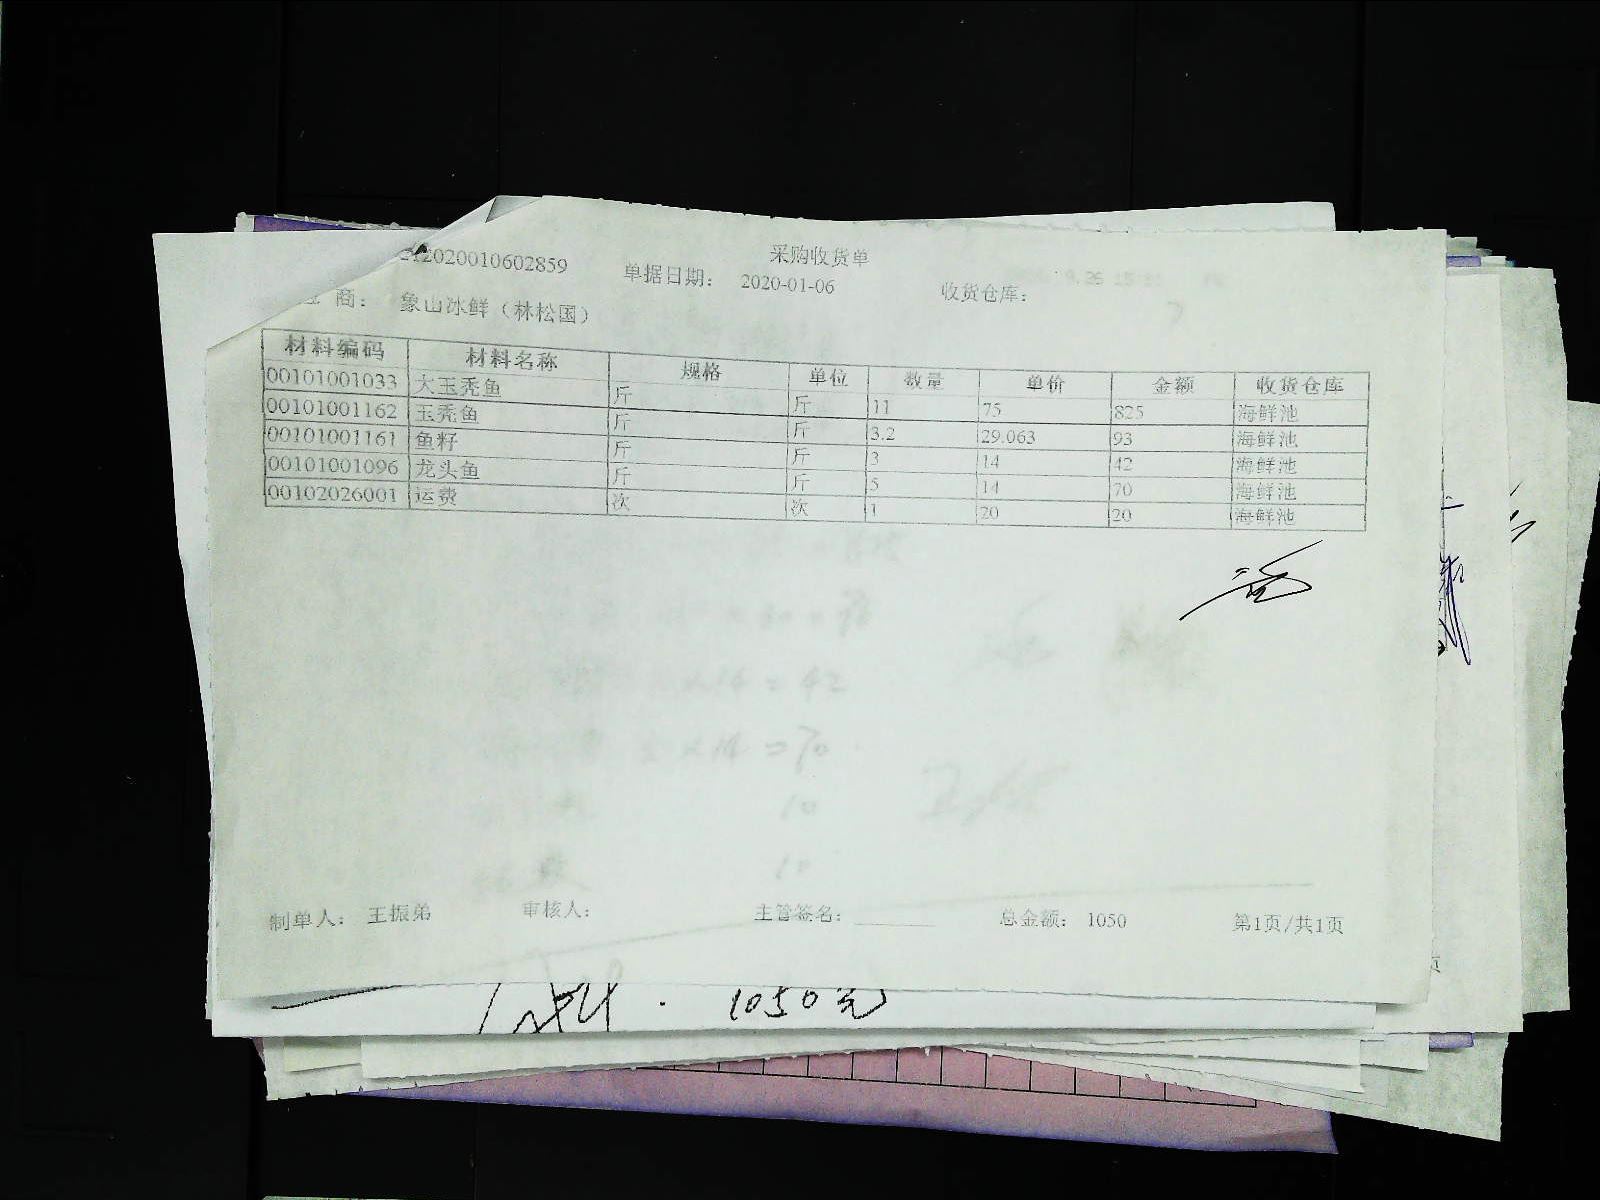 采购收货单
212020010602859 单据日期： 2020-01-06 收货仓库：
商： 象山冰鲜（林松国）
材料编码 材料名称 规格 单位 数量 单价 金额 收货仓库
00101001033 大玉秃鱼 斤 斤 11 75 825 海鲜池
00101001162 玉秃鱼 斤 斤 3.2 29.063 93 海鲜池
00101001161 鱼籽 斤 斤 3 14 42 海鲜池
00101001096 龙头鱼 斤 斤 5 14 70 海鲜池
00102026001 运费 次 次 1 20 20 海鲜池
制单人： 王振弟 审核人： 主管签名： 总金额： 1050 第1页/共1页
1050元